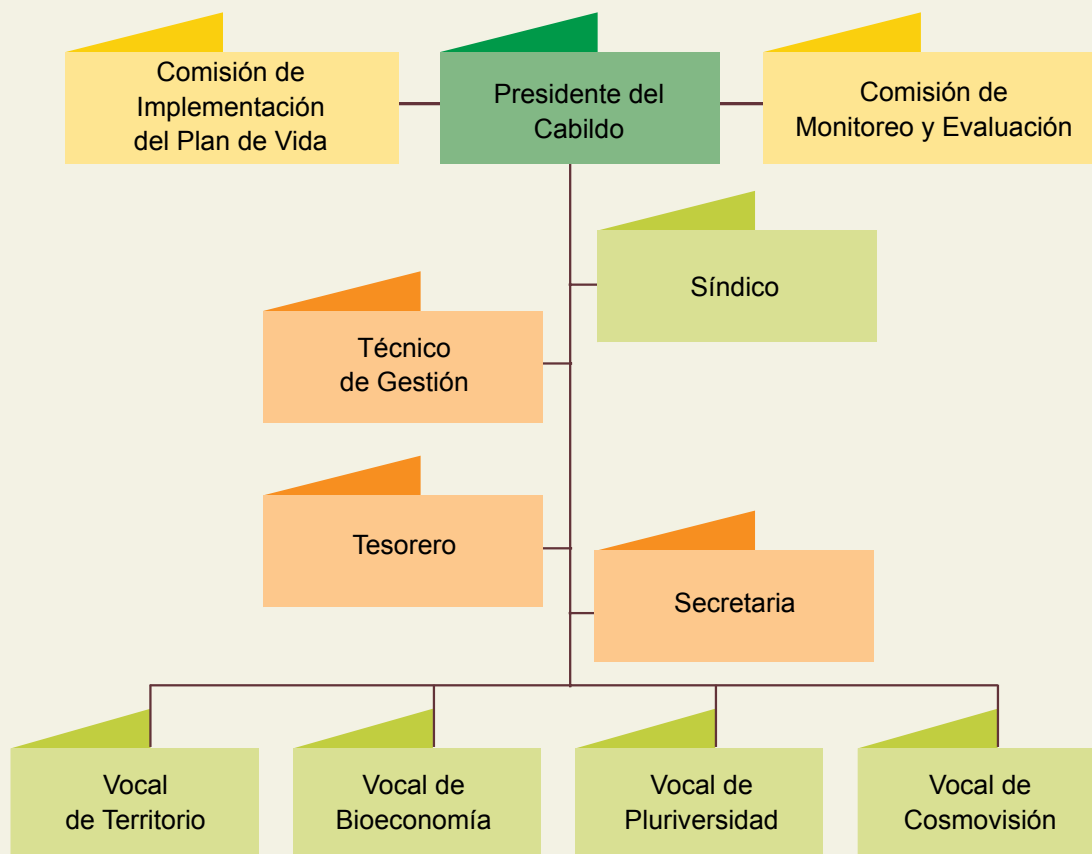 Comisión de
Implementación
del Plan de Vida
Presidente del
Cabildo
Comisión de
Monitoreo y Evaluación
Síndico
Técnico
de Gestión
Tesorero
Secretaria
Vocal
de Territorio
Vocal de
Bioeconomía
Vocal de
Pluriversidad
Vocal de
Cosmovisión